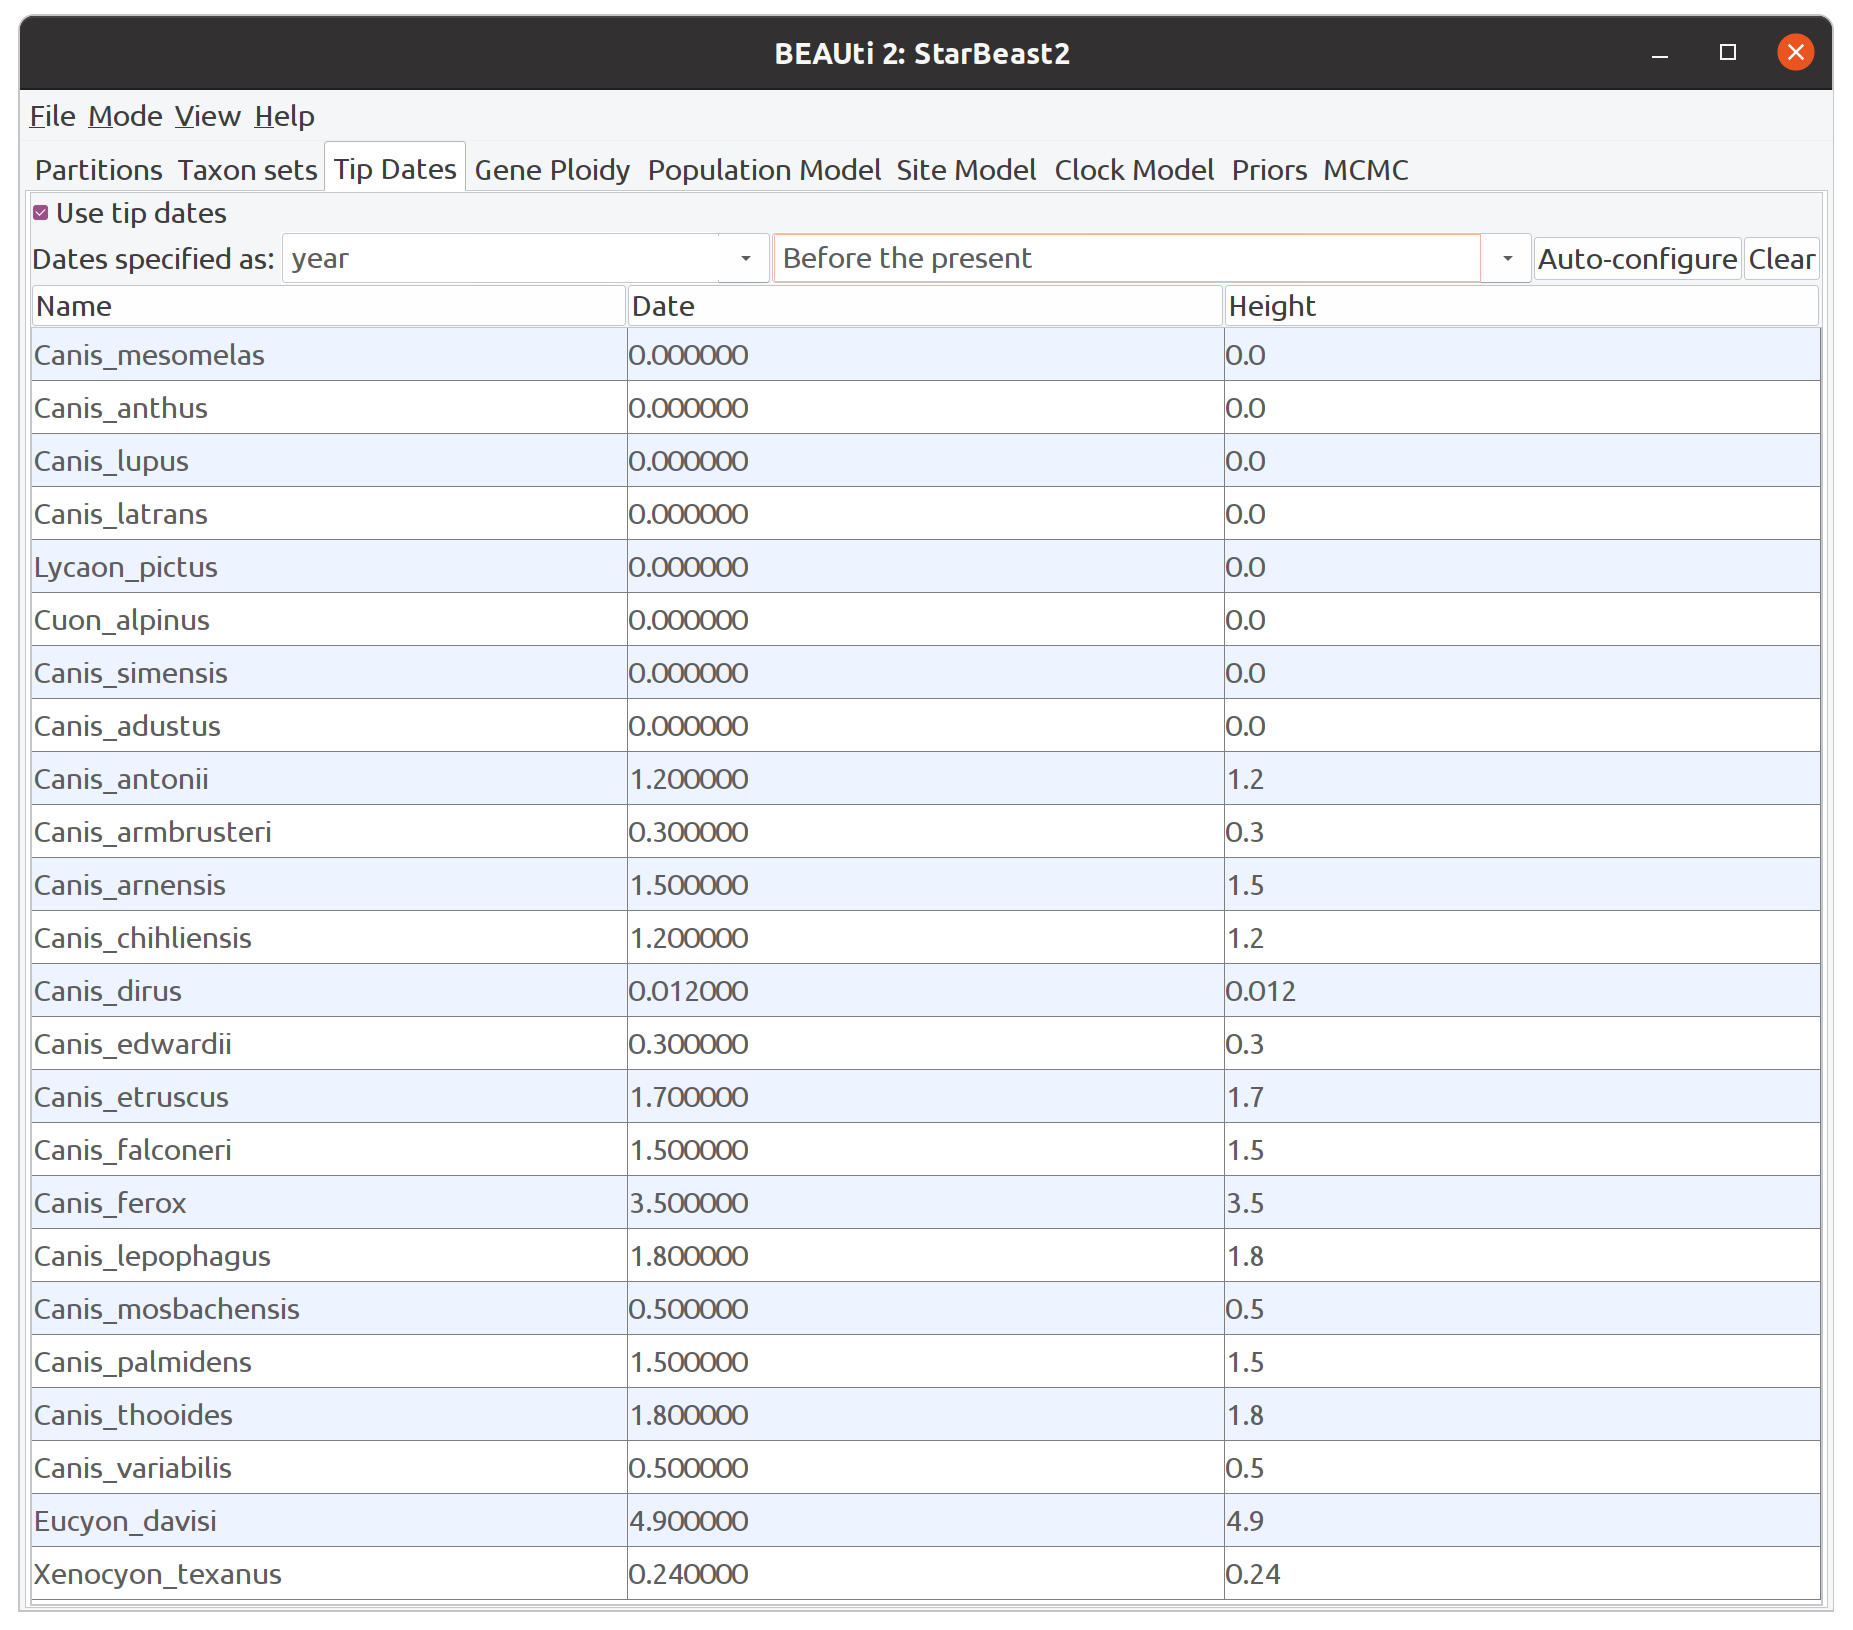 BEAUti 2: StarBeast2
File Mode View Help
Partitions Taxon sets Tip Dates Gene Ploidy Population Model Site Model Clock Model Priors MCMC
Use tip dates
Dates specified as: year Before the present Auto-configure Clear
Name Date Height
Canis_mesomelas 0.000000 0.0
Canis_anthus 0.000000 0.0
Canis_lupus 0.000000 0.0
Canis_latrans 0.000000 0.0
Lycaon_pictus 0.000000 0.0
Cuon_alpinus 0.000000 0.0
Canis_simensis 0.000000 0.0
Canis_adustus 0.000000 0.0
Canis_antonii 1.200000 1.2
Canis_armbrusteri 0.300000 0.3
Canis_arnensis 1.500000 1.5
Canis_chihliensis 1.200000 1.2
Canis_dirus 0.012000 0.012
Canis_edwardii 0.300000 0.3
Canis_etruscus 1.700000 1.7
Canis_falconeri 1.500000 1.5
Canis_ferox 3.500000 3.5
Canis_lepophagus 1.800000 1.8
Canis_mosbachensis 0.500000 0.5
Canis_palmidens 1.500000 1.5
Canis_thooides 1.800000 1.8
Canis_variabilis 0.500000 0.5
Eucyon_davisi 4.900000 4.9
Xenocyon_texanus 0.240000 0.24